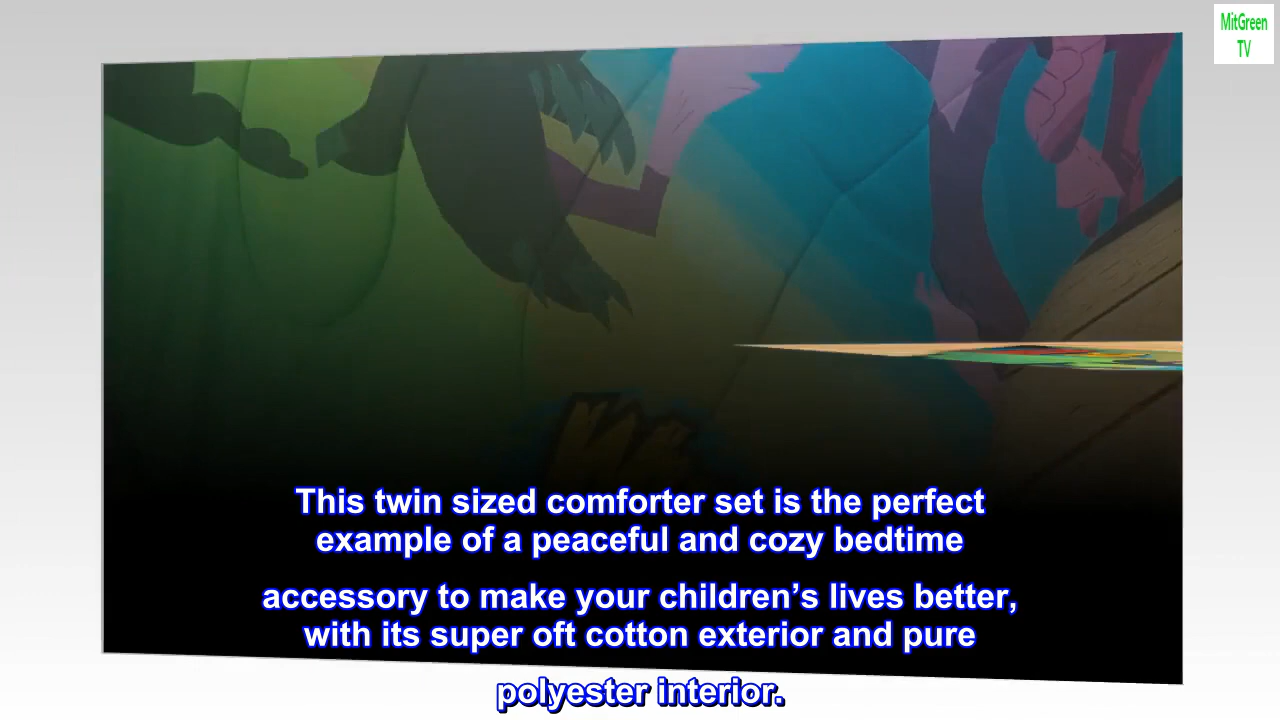 MitGreen
TV
This twin sized comforter set is the perfect
example of a peaceful and cozy bedtime
accessory to make your children’s lives better,
with its super oft cotton exterior and pure
polyester interior.